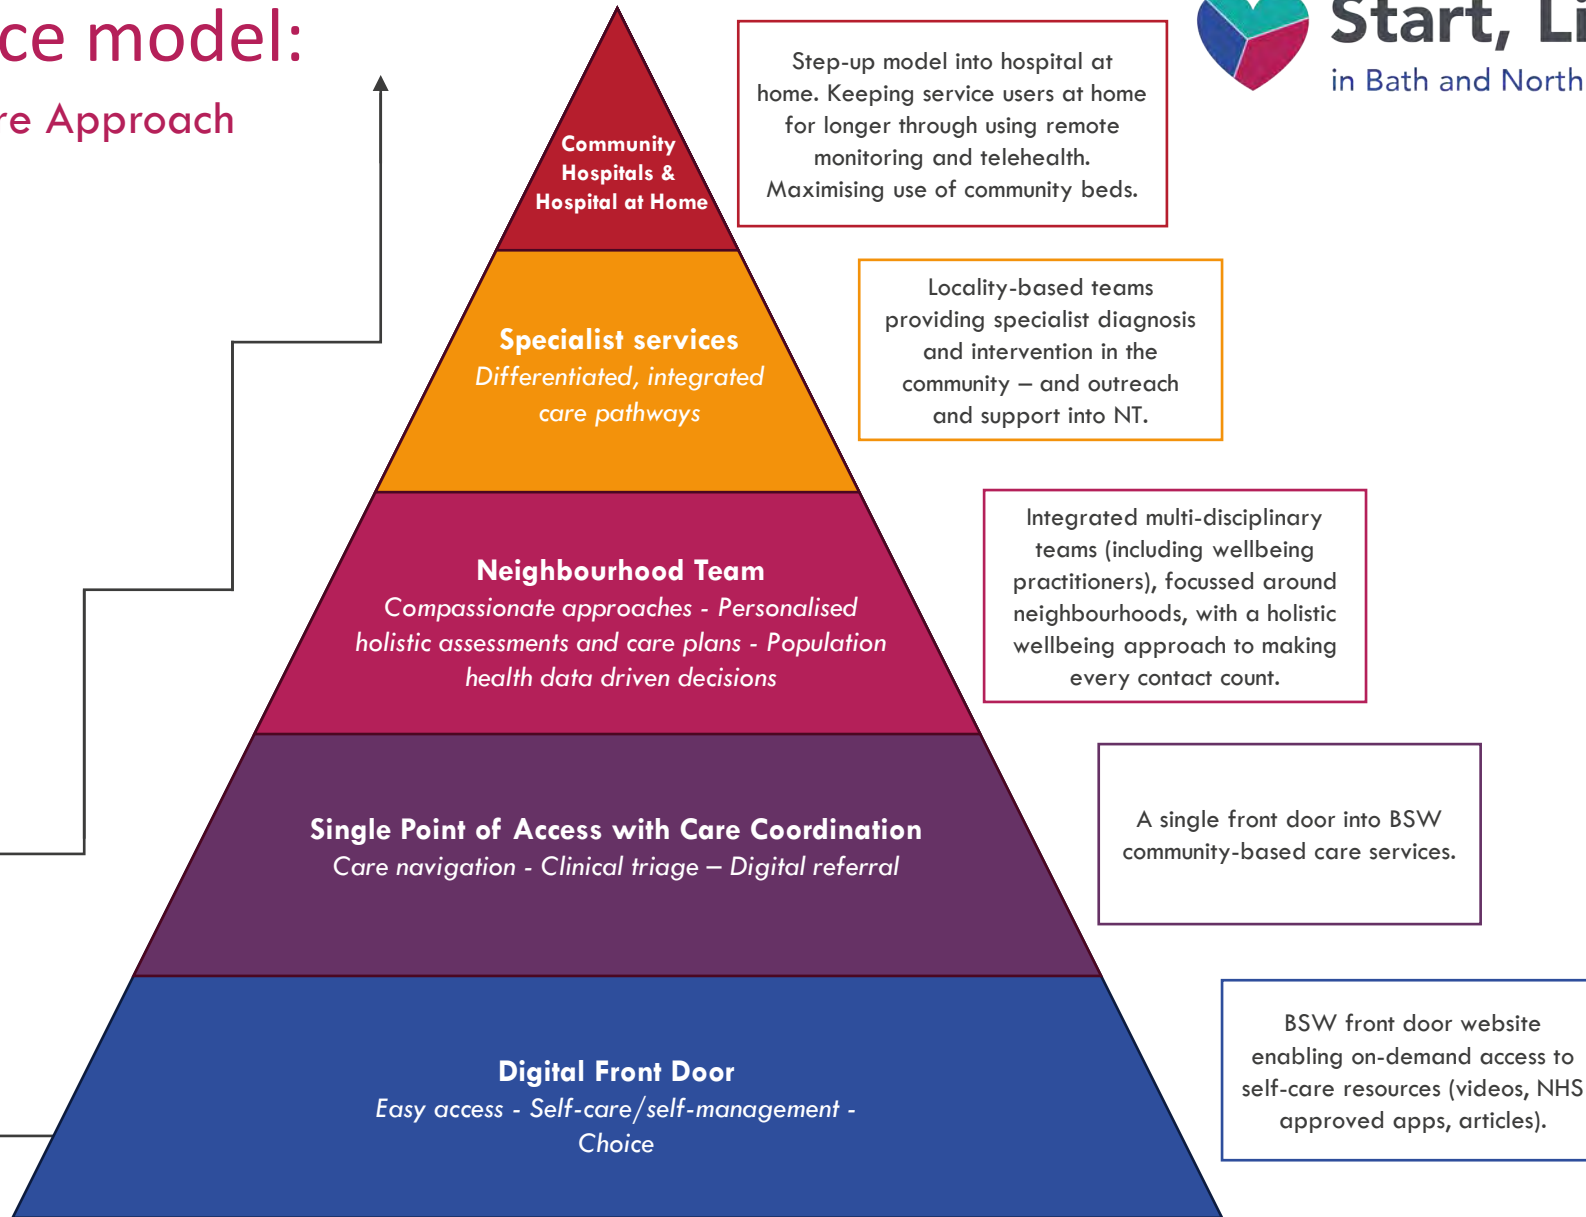 ce model:
re Approach
Start, Li
in Bath and North
Community
Hospitals &
Hospital at Home
Step-up model into hospital at
home. Keeping service users at home
for longer through using remote
monitoring and telehealth.
Maximising use of community beds.
Specialist services
Differentiated, integrated
care pathways
Locality-based teams
providing specialist diagnosis
and intervention in the
community – and outreach
and support into NT.
Neighbourhood Team
Compassionate approaches - Personalised
holistic assessments and care plans - Population
health data driven decisions
Integrated multi-disciplinary
teams (including wellbeing
practitioners), focussed around
neighbourhoods, with a holistic
wellbeing approach to making
every contact count.
Single Point of Access with Care Coordination
Care navigation - Clinical triage – Digital referral
A single front door into BSW
community-based care services.
Digital Front Door
Easy access - Self-care/self-management -
Choice
BSW front door website
enabling on-demand access to
self-care resources (videos, NHS
approved apps, articles).